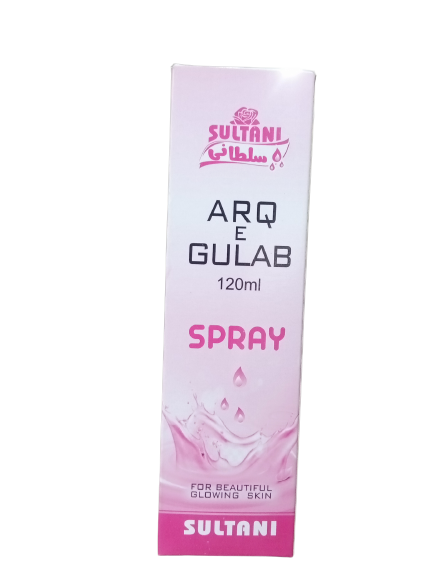 SULTANI
سلطانی
ARQ
E
GULAB
120ml
SPRAY
FOR BEAUTIFUL
GLOWING SKIN
SULTANI